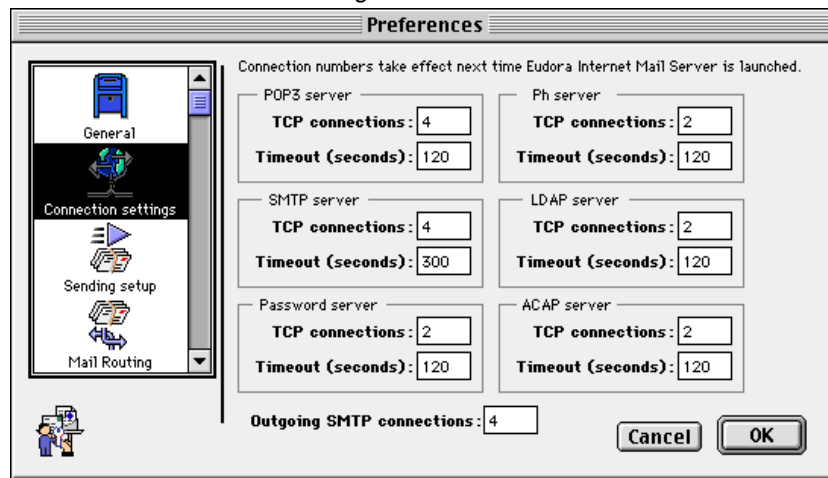 Preferences
Connection numbers take effect next time Eudora Internet Mail Server is launched.
General
Connection settings
Sending setup
Mail Routing
POP3 server
TCP connections: 4
Timeout (seconds): 120
Ph server
TCP connections: 2
Timeout (seconds): 120
SMTP server
TCP connections: 4
Timeout (seconds): 300
LDAP server
TCP connections: 2
Timeout (seconds): 120
Password server
TCP connections: 2
Timeout (seconds): 120
ACAP server
TCP connections: 2
Timeout (seconds): 120
Outgoing SMTP connections: 4
Cancel
OK